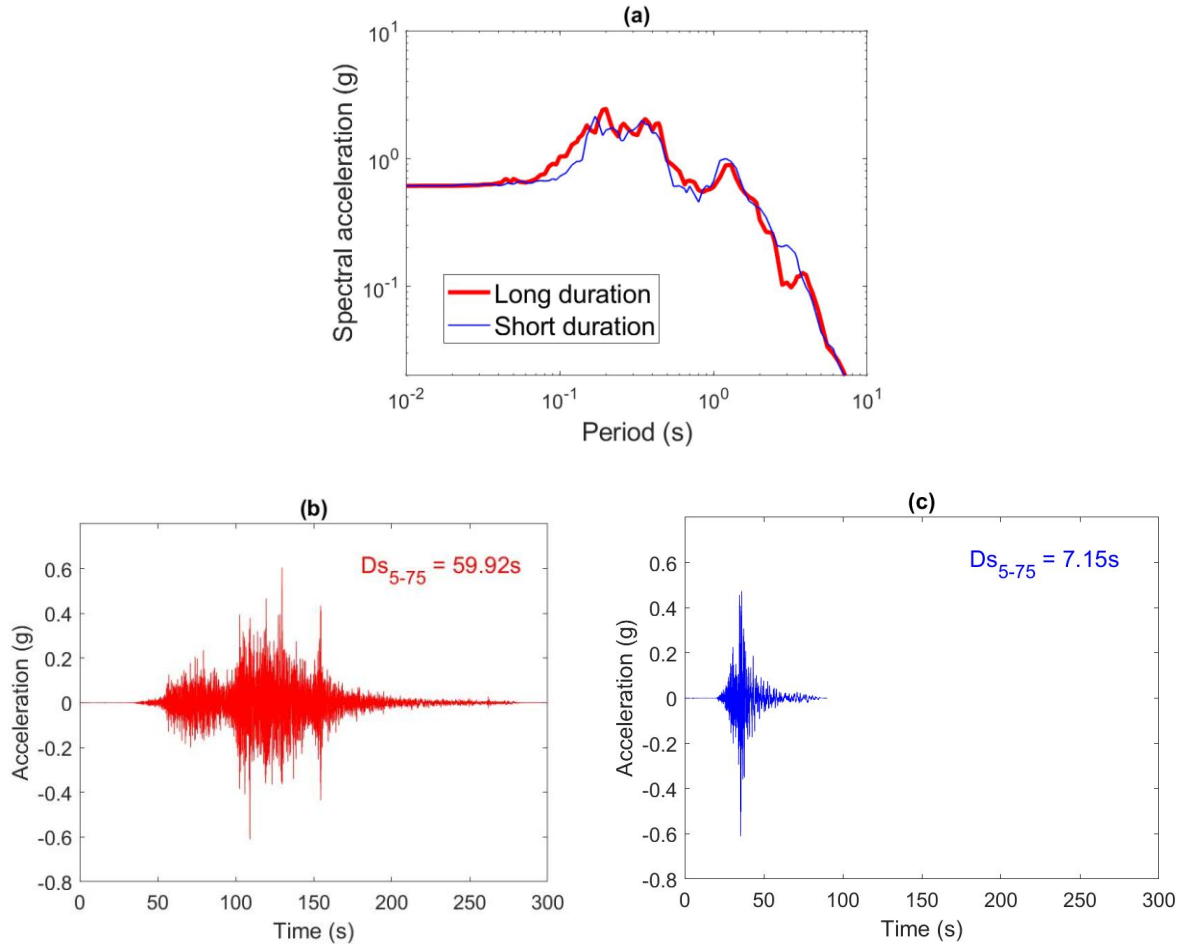 (a)
Spectral acceleration (g)
10^1
10^0
10^-1
Long duration
Short duration
10^-2
10^-1
10^0
10^1
Period (s)
(b)
Acceleration (g)
0.6
0.4
0.2
0
-0.2
-0.4
-0.6
-0.8
Ds_5-75 = 59.92s
0
50
100
150
200
250
300
Time (s)
(c)
Acceleration (g)
0.6
0.4
0.2
0
-0.2
-0.4
-0.6
-0.8
Ds_5-75 = 7.15s
0
50
100
150
200
250
300
Time (s)